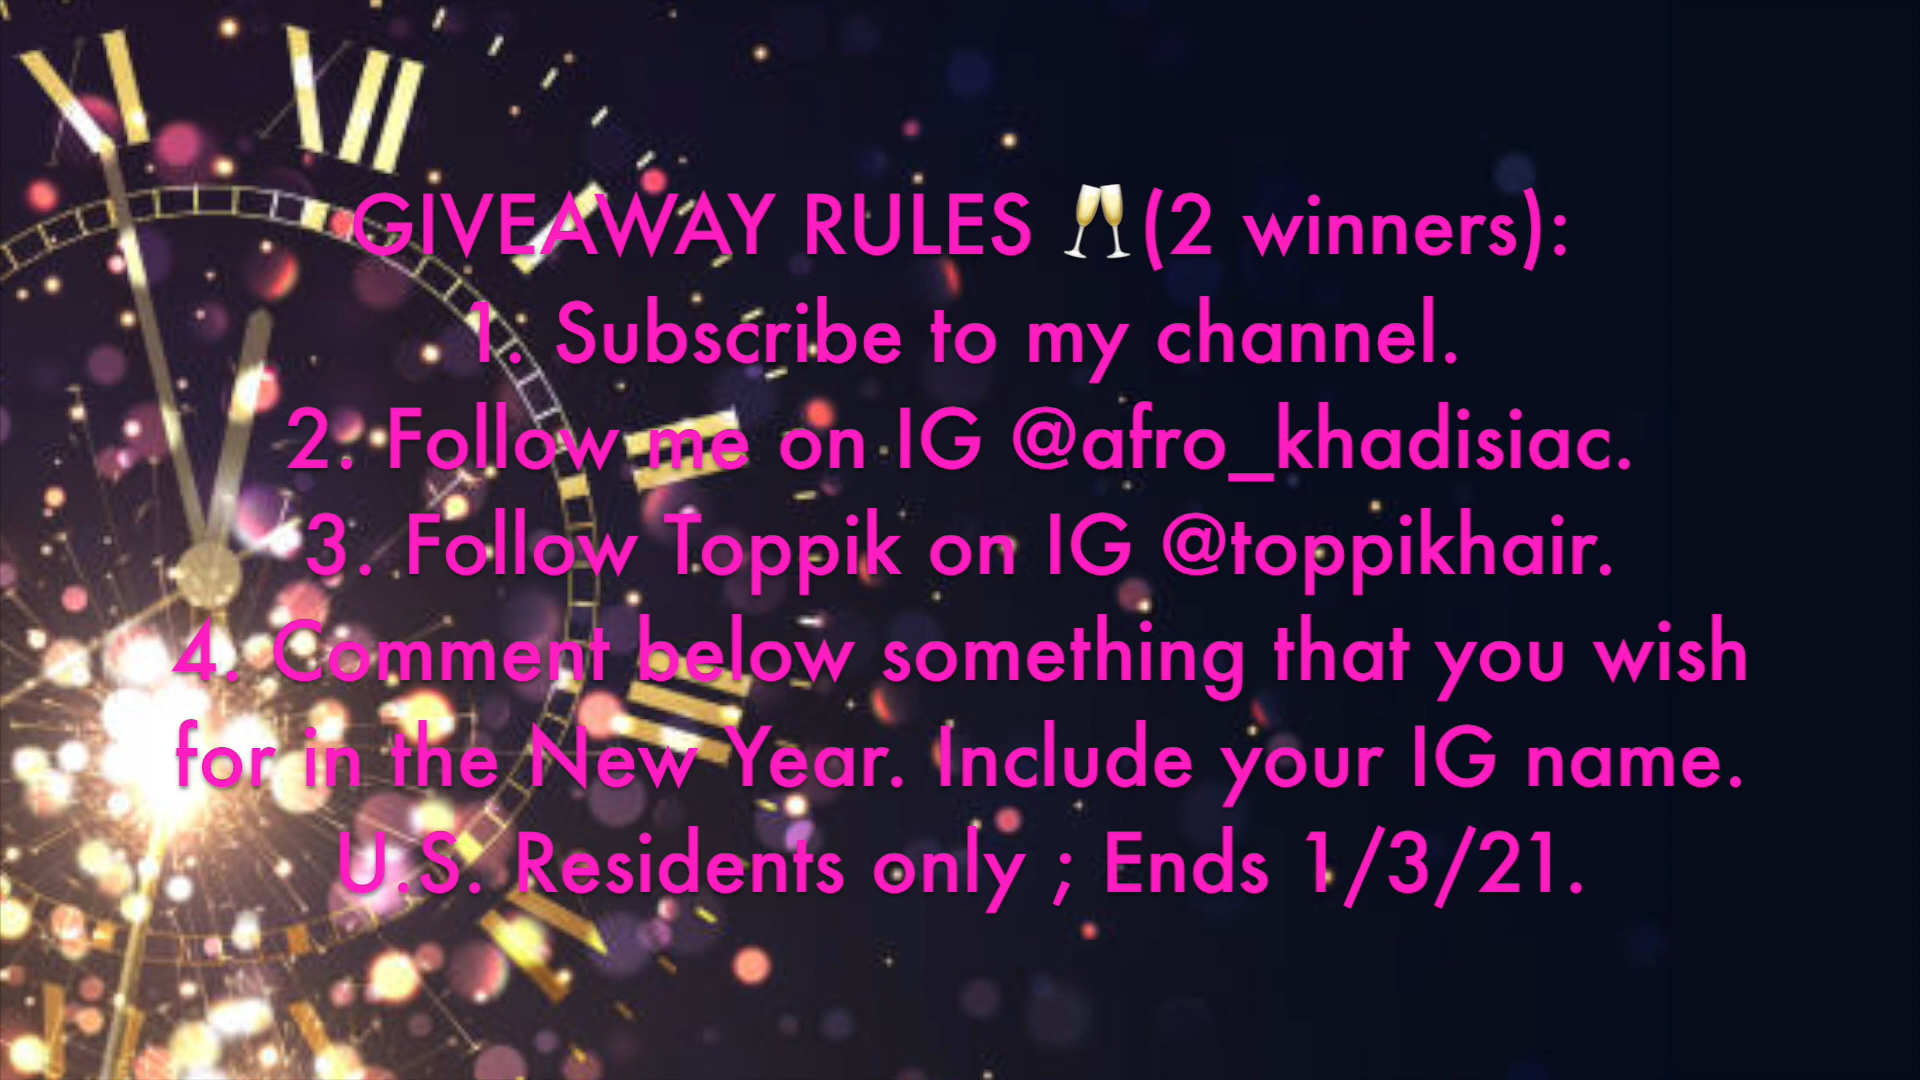 GIVEAWAY RULES 🥂(2 winners):
1. Subscribe to my channel.
2. Follow me on IG @afro_khadisiac.
3. Follow Toppik on IG @toppikhair.
4. Comment below something that you wish
for in the New Year. Include your IG name.
U.S. Residents only ; Ends 1/3/21.